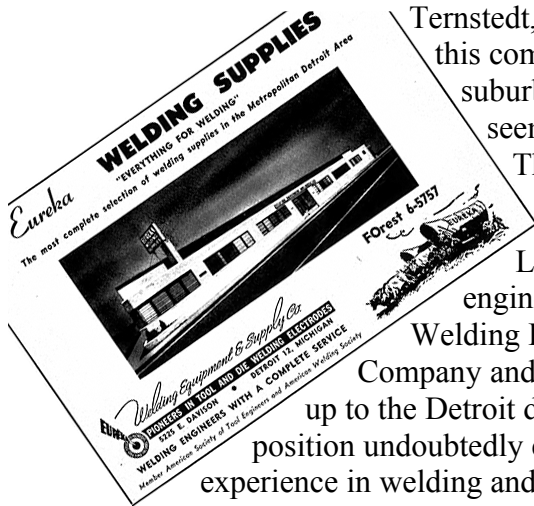 Eureka
WELDING SUPPLIES
"EVERYTHING FOR WELDING"
The most complete selection of welding supplies in the Metropolitan Detroit Area
FOrest 6-5757
EUREKA
Welding Equipment & Supply Co.
PIONEERS IN TOOL AND DIE WELDING ELECTRODES
5225 E. DAVISON • DETROIT 12, MICHIGAN
WELDING ENGINEERS WITH A COMPLETE SERVICE
Member American Society of Tool Engineers and American Welding Society
Ternstedt,
this com
suburb
seer
Th
L
engin
Welding
Company and
up to the Detroit d
position undoubtedly
experience in welding and